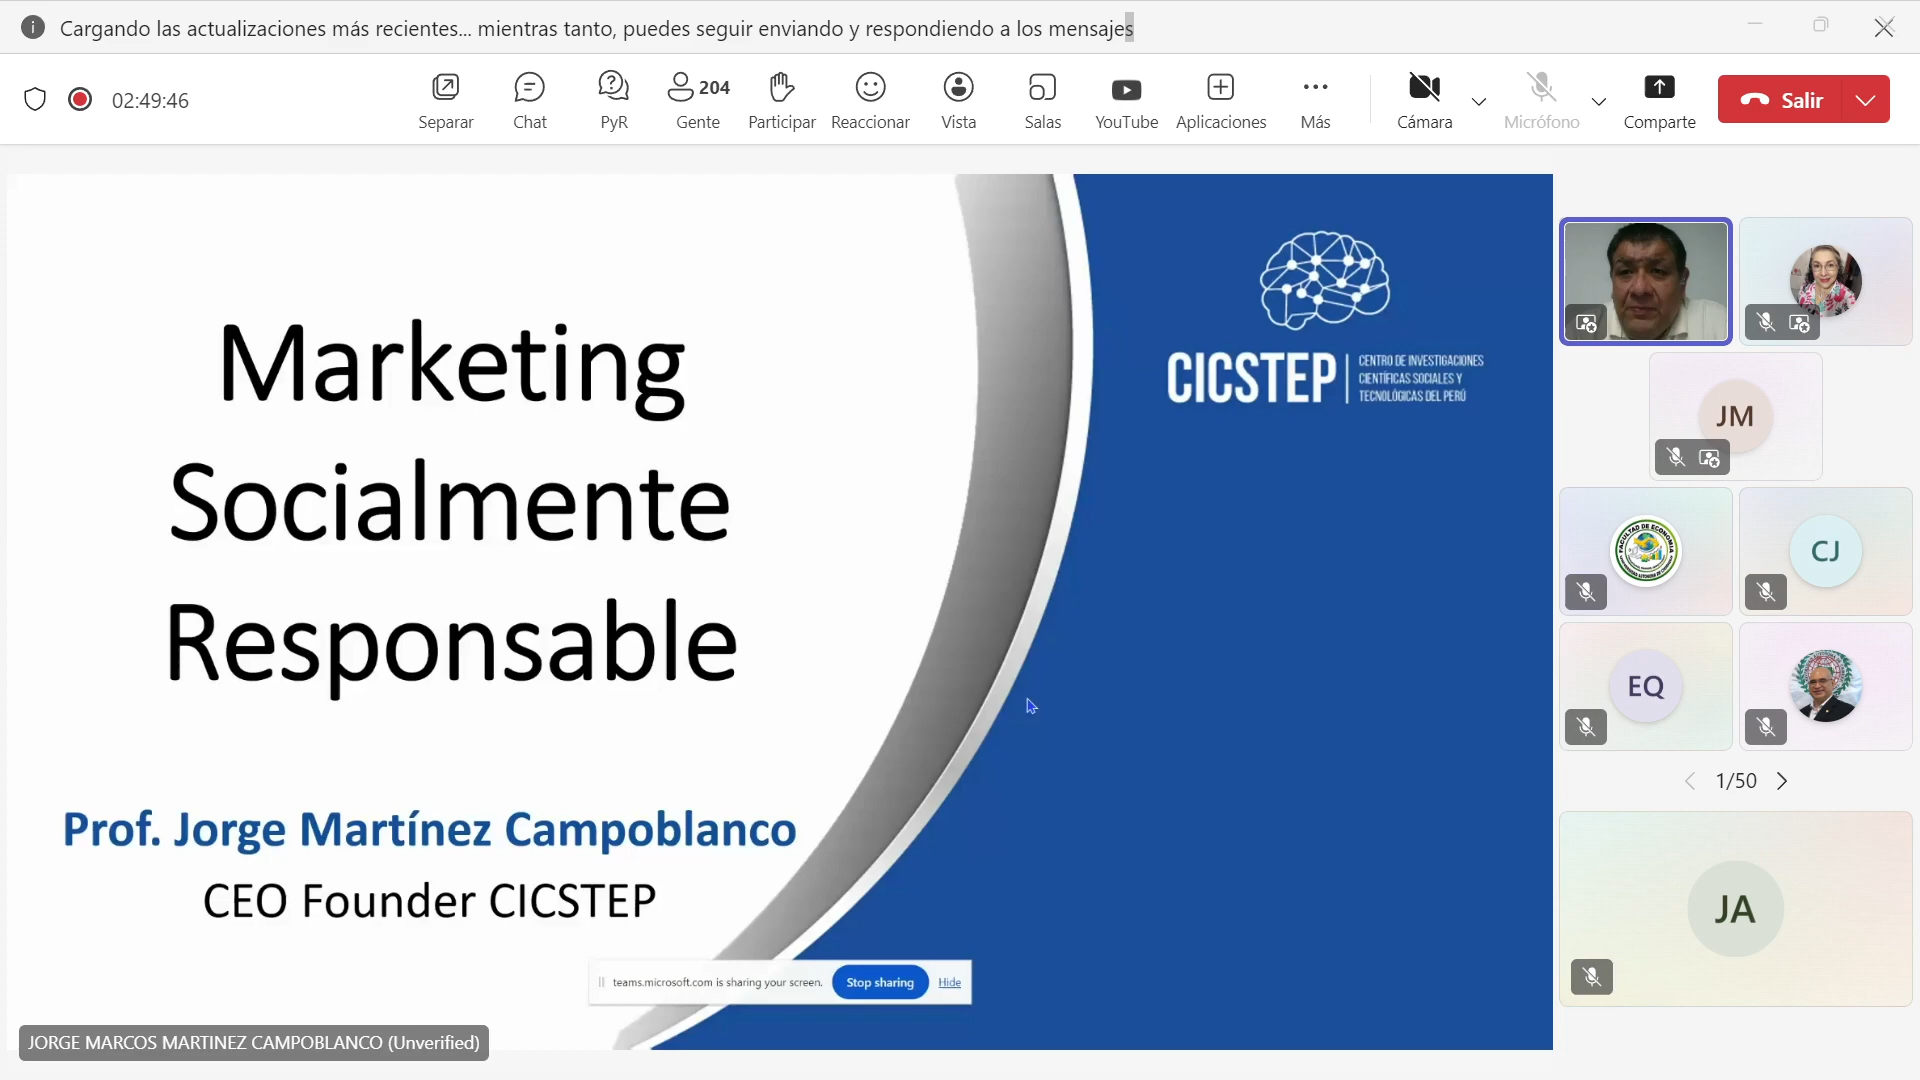 Cargando las actualizaciones más recientes... mientras tanto, puedes seguir enviando y respondiendo a los mensajes
02:49:46
Separar
Chat
PyR
204
Gente
Participar
Reaccionar
Vista
Salas
YouTube
Aplicaciones
Más
Cámara
Micrófono
Comparte
Salir
Marketing
Socialmente
Responsable
Prof. Jorge Martínez Campoblanco
CEO Founder CICSTEP
CICSTEP
CENTRO DE INVESTIGACIONES
CIENTÍFICAS SOCIALES Y
TECNOLÓGICAS DEL PERÚ
teams.microsoft.com is sharing your screen.
Stop sharing
Hide
JORGE MARCOS MARTINEZ CAMPOBLANCO (Unverified)
JM
FACULTAD DE ECONOMIA
CJ
EQ
1/50
JA